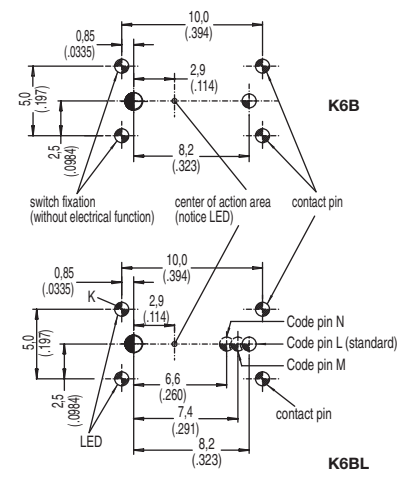 10,0
(.394)
0,85
(.0335)
2,9
(.114)
5,0
(.197)
K6B
2,5
(.0984)
8,2
(.323)
switch fixation
(without electrical function)
center of action area
(notice LED)
contact pin
10,0
(.394)
0,85
(.0335)
K
2,9
(.114)
Code pin N
5,0
(.197)
Code pin L (standard)
Code pin M
2,5
(.0984)
6,6
(.260)
7,4
(.291)
contact pin
LED
8,2
(.323)
K6BL